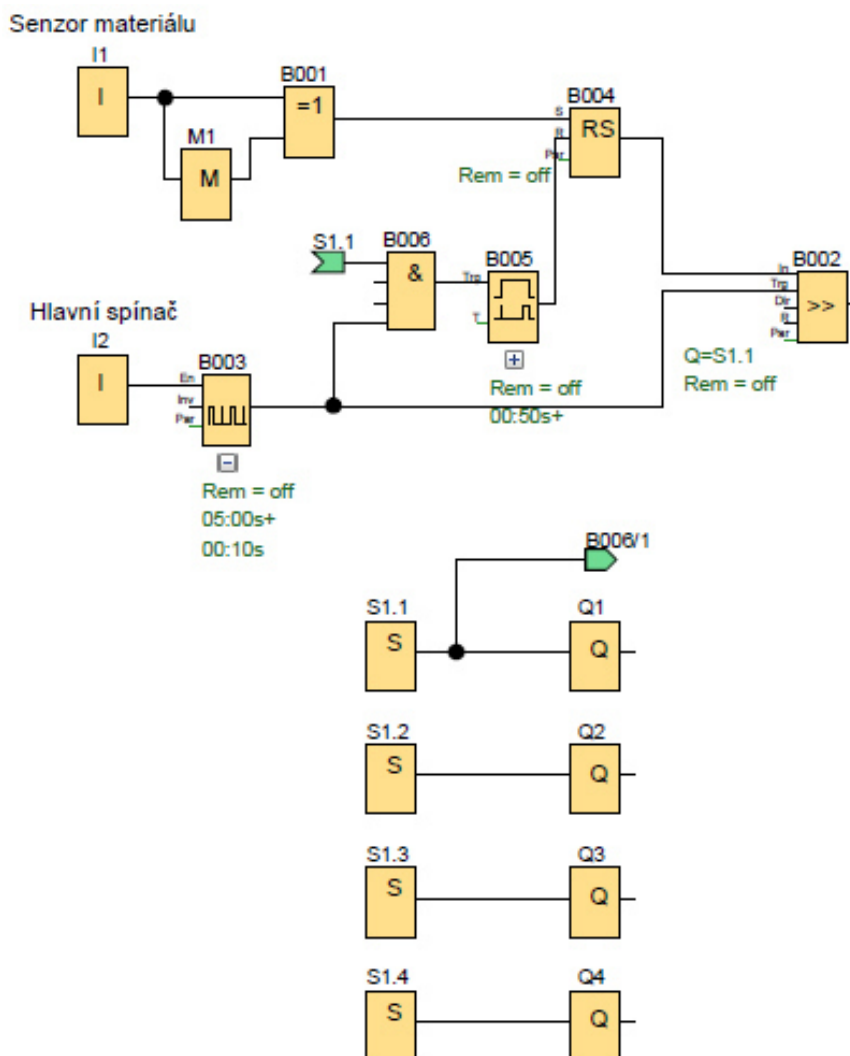 Senzor materiálu
I1
I
B001
=1
M1
M
B004
S
R
Par
RS
Rem = off
S1.1
B006
&
B005
Trg
T
Rem = off
00:50s+
B002
In
Trg
Dir
R
Par
>>
Q=S1.1
Rem = off
Hlavní spínač
I2
I
B003
En
Inv
Par
Rem = off
05:00s+
00:10s
B006/1
S1.1
S
Q1
Q
S1.2
S
Q2
Q
S1.3
S
Q3
Q
S1.4
S
Q4
Q